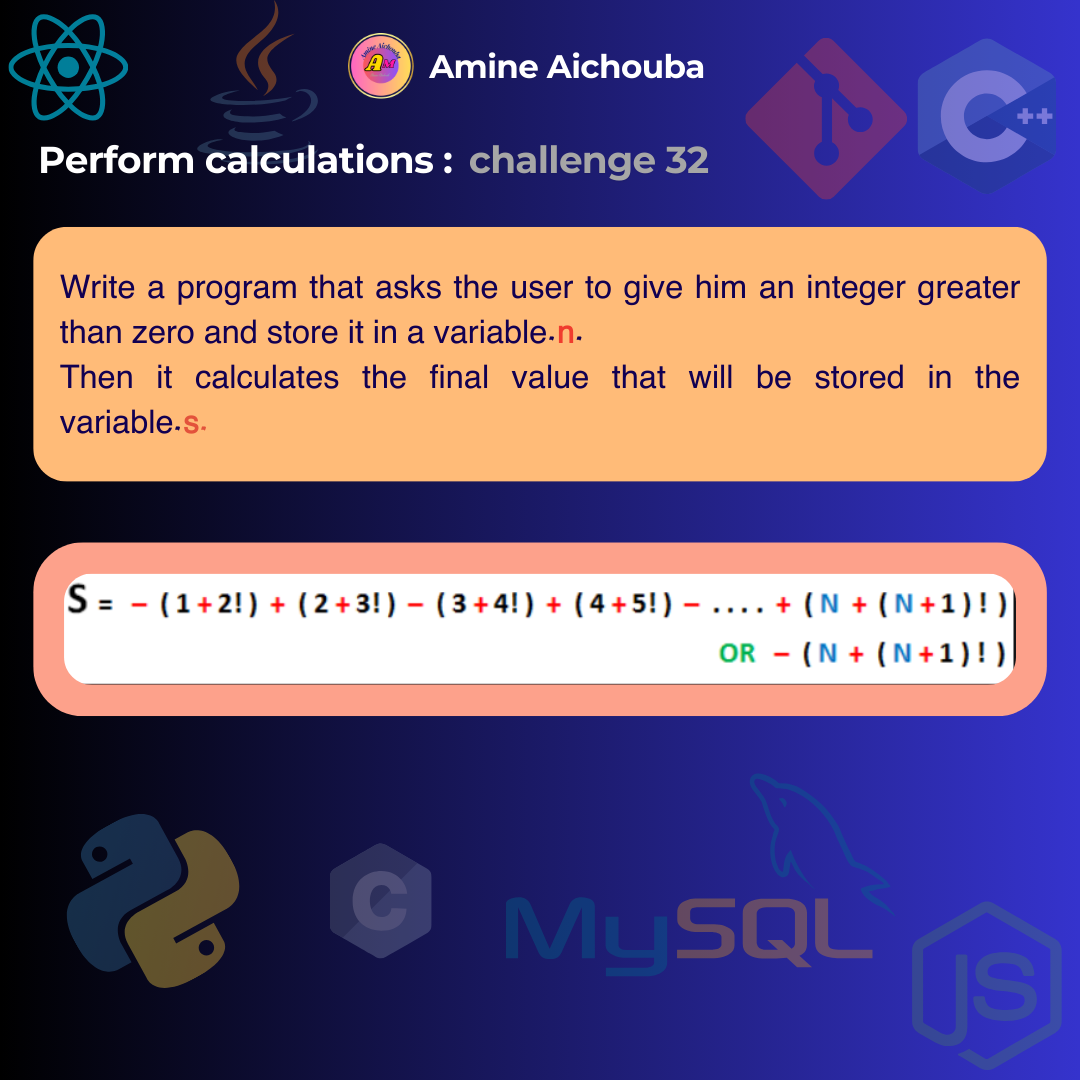 Amine Aichouba
Amine Aichouba
AM
C++
Perform calculations : challenge 32
Write a program that asks the user to give him an integer greater
than zero and store it in a variable.n.
Then it calculates the final value that will be stored in the
variable.s.
S = - (1+2!) + (2+3!) - (3+4!) + (4+5!) - .... + (N + (N+1)!)
OR - (N + (N+1)!)
C
MySQL
JS